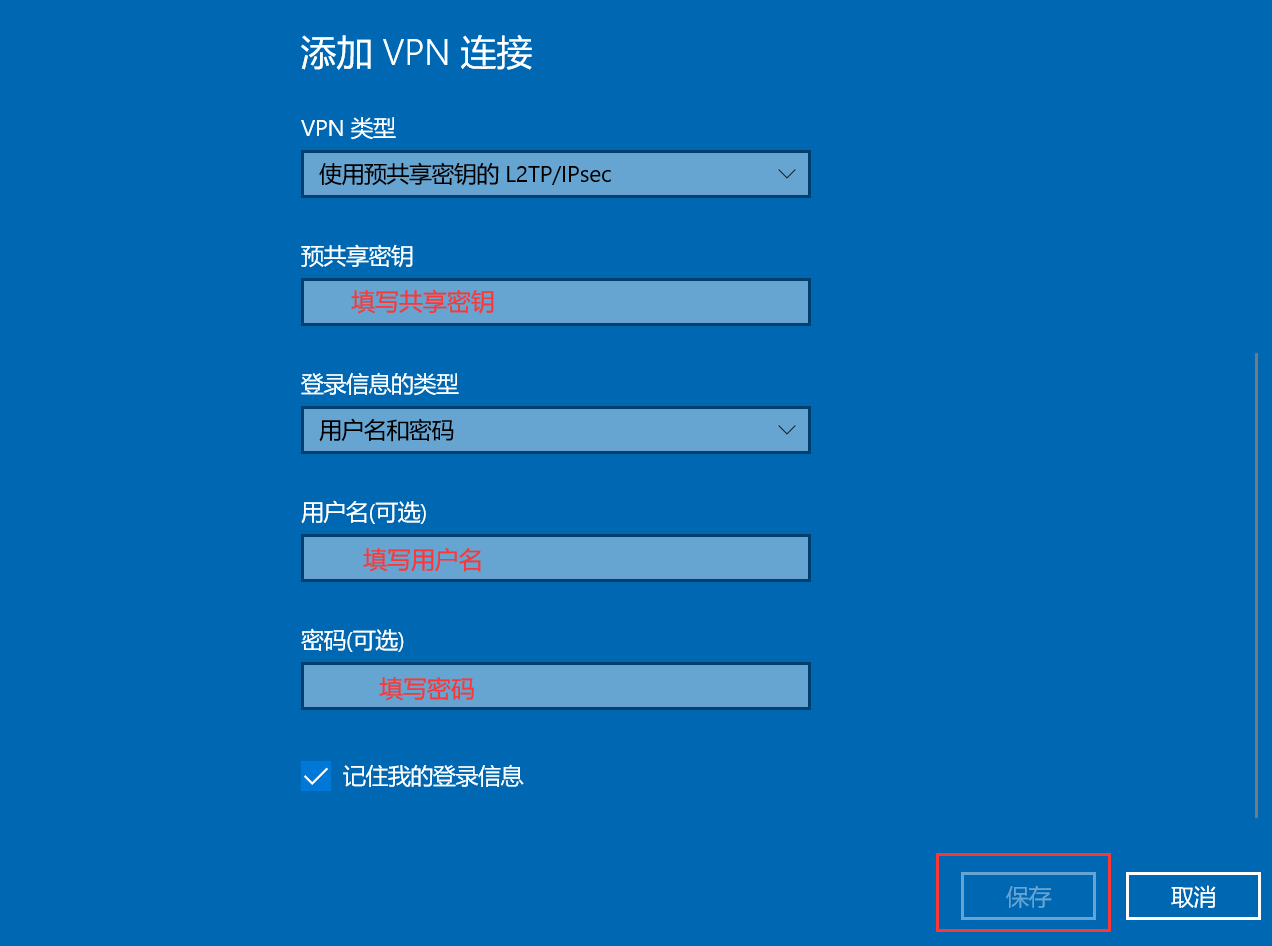 添加 VPN 连接
VPN 类型
使用预共享密钥的 L2TP/IPsec
预共享密钥
填写共享密钥
登录信息的类型
用户名和密码
用户名(可选)
填写用户名
密码(可选)
填写密码
记住我的登录信息
保存
取消